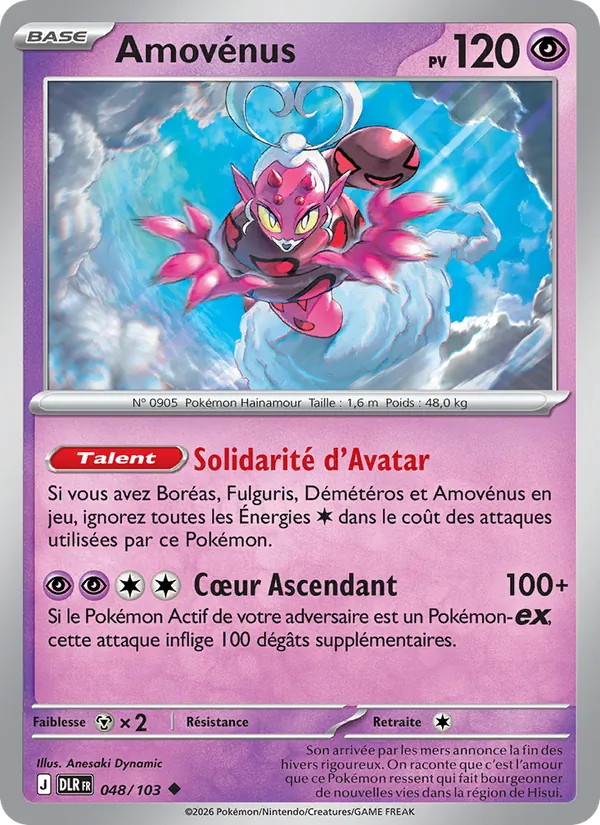 BASE Amovénus PV 120
N° 0905 Pokémon Hainamour Taille : 1,6 m Poids : 48,0 kg
Talent Solidarité d'Avatar
Si vous avez Boréas, Fulguris, Démétéros et Amovénus en
jeu, ignorez toutes les Énergies dans le coût des attaques
utilisées par ce Pokémon.
Cœur Ascendant 100+
Si le Pokémon Actif de votre adversaire est un Pokémon-ex,
cette attaque inflige 100 dégâts supplémentaires.
Faiblesse ×2 Résistance Retraite
Illus. Anesaki Dynamic
J DLR FR 048/103
Son arrivée par les mers annonce la fin
des hivers rigoureux. On raconte que c'est l'amour
que ce Pokémon ressent qui fait bourgeonner
de nouvelles vies dans la région de Hisui.
©2026 Pokémon/Nintendo/Creatures/GAME FREAK